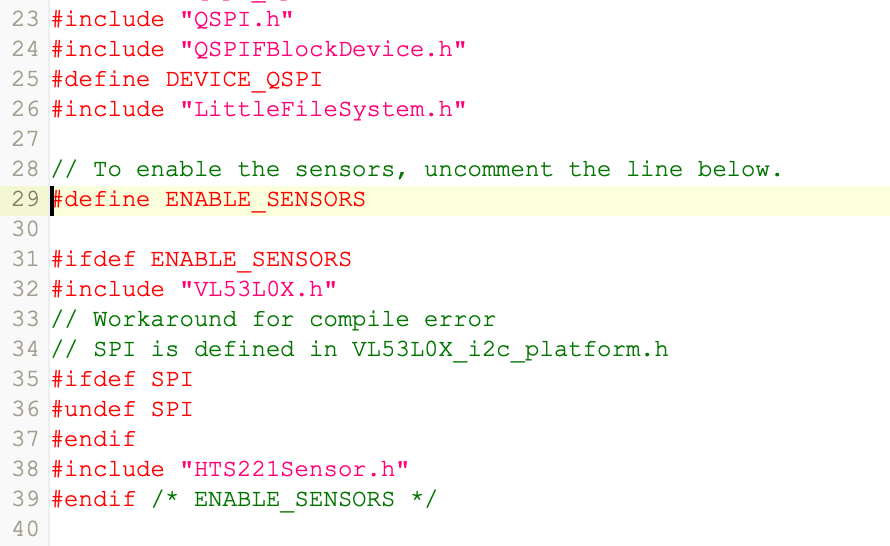 23 #include "QSPI.h"
24 #include "QSPIFBlockDevice.h"
25 #define DEVICE_QSPI
26 #include "LittleFileSystem.h"
27
28 // To enable the sensors, uncomment the line below.
29 #define ENABLE_SENSORS
30
31 #ifdef ENABLE_SENSORS
32 #include "VL53L0X.h"
33 // Workaround for compile error
34 // SPI is defined in VL53L0X_i2c_platform.h
35 #ifdef SPI
36 #undef SPI
37 #endif
38 #include "HTS221Sensor.h"
39 #endif /* ENABLE_SENSORS */
40